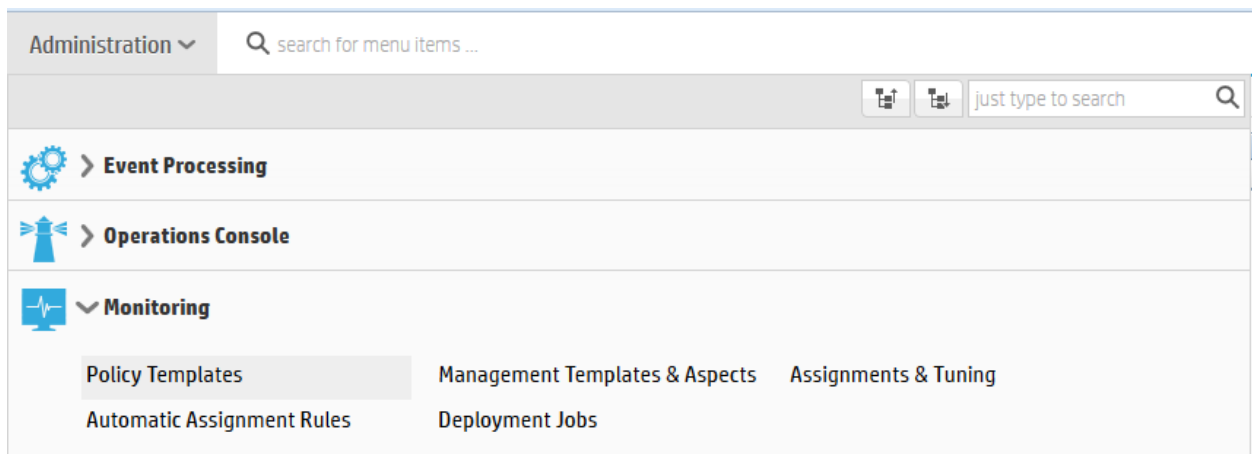 Administration search for menu items ...
just type to search
Event Processing
Operations Console
Monitoring
Policy Templates Management Templates & Aspects Assignments & Tuning
Automatic Assignment Rules Deployment Jobs